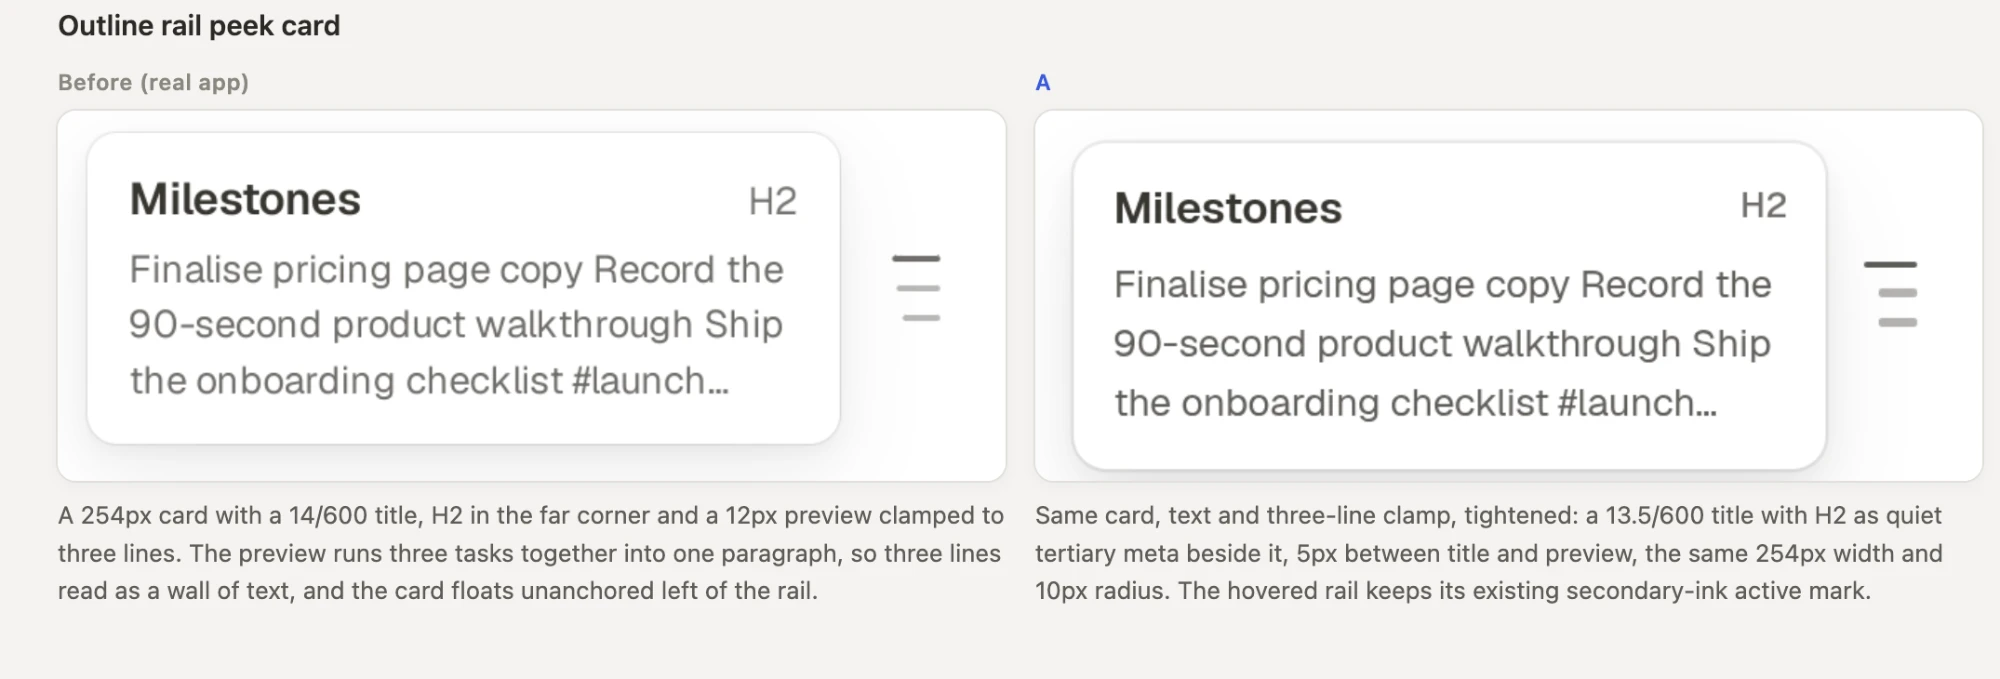 Outline rail peek card
Before (real app)
Milestones
H2
Finalise pricing page copy Record the
90-second product walkthrough Ship
the onboarding checklist #launch...
A 254px card with a 14/600 title, H2 in the far corner and a 12px preview clamped to
three lines. The preview runs three tasks together into one paragraph, so three lines
read as a wall of text, and the card floats unanchored left of the rail.
A
Milestones
H2
Finalise pricing page copy Record the
90-second product walkthrough Ship
the onboarding checklist #launch...
Same card, text and three-line clamp, tightened: a 13.5/600 title with H2 as quiet
tertiary meta beside it, 5px between title and preview, the same 254px width and
10px radius. The hovered rail keeps its existing secondary-ink active mark.